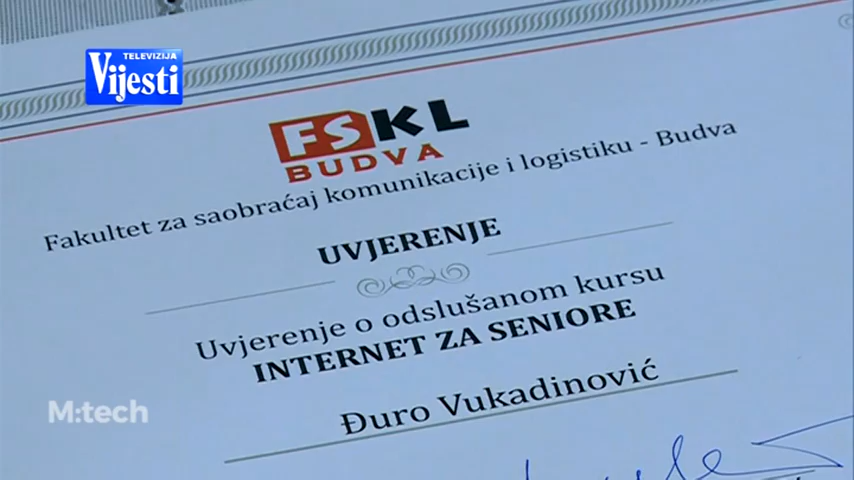 TELEVIZIJA
Vijesti
FSKL
BUDVA
Fakultet za saobraćaj komunikacije i logistiku - Budva
UVJERENJE
Uvjerenje o odslušanom kursu
INTERNET ZA SENIORE
Đuro Vukadinović
M:tech